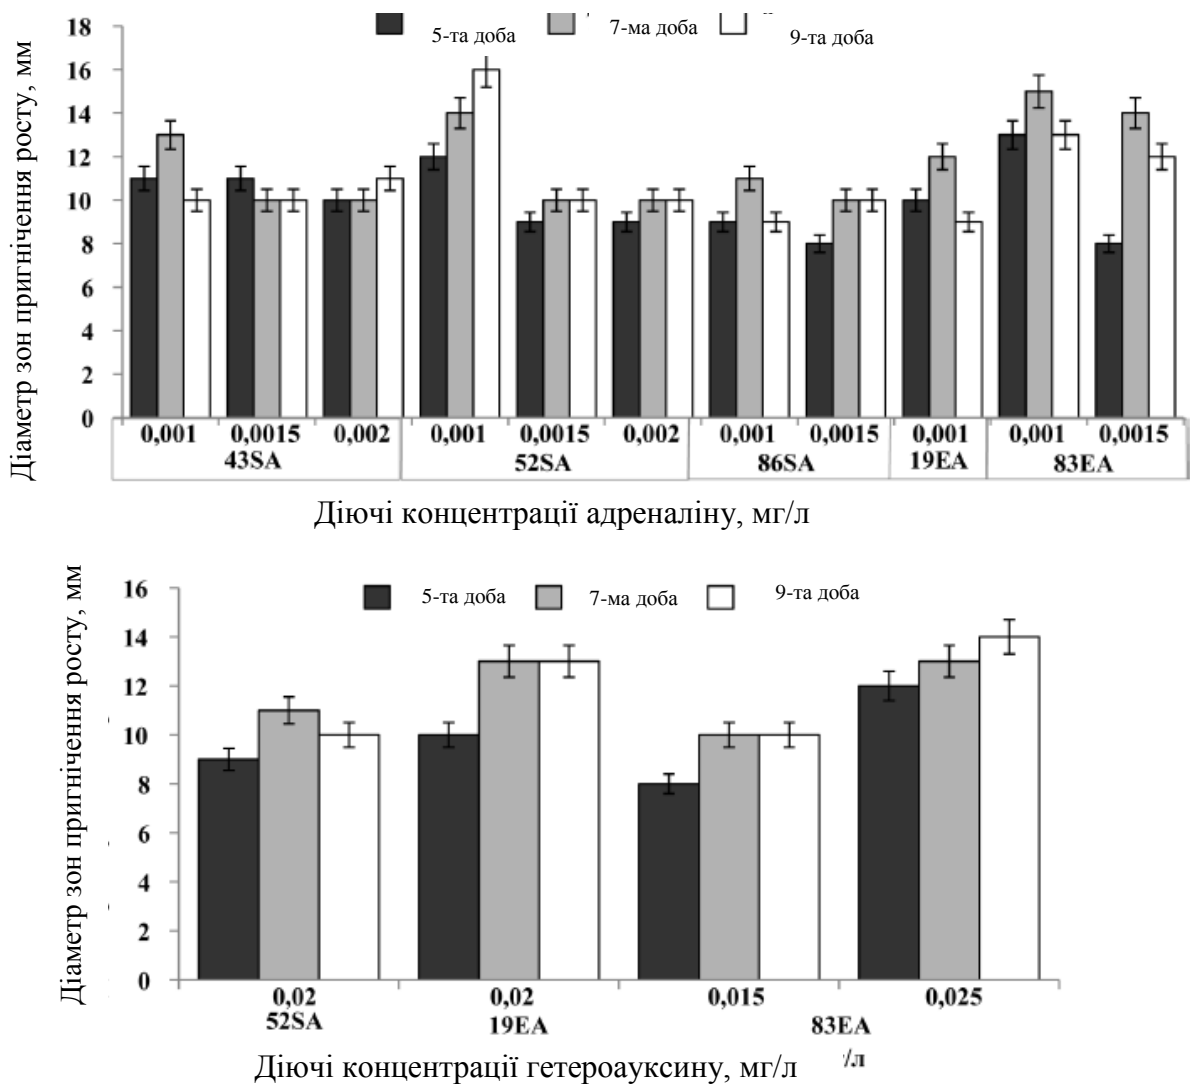 Діаметр зон пригнічення росту, мм
18
16
14
12
10
8
6
4
2
0
5-та доба
7-ма доба
9-та доба
0,001 0,0015 0,002 0,001 0,0015 0,002 0,001 0,0015 0,001 0,001 0,0015
43SA 52SA 86SA 19EA 83EA
Діючі концентрації адреналіну, мг/л
Діаметр зон пригнічення росту, мм
16
14
12
10
8
6
4
2
0
5-та доба
7-ма доба
9-та доба
0,02 0,02 0,015 0,025
52SA 19EA 83EA
Діючі концентрації гетероауксину, мг/л
г/л